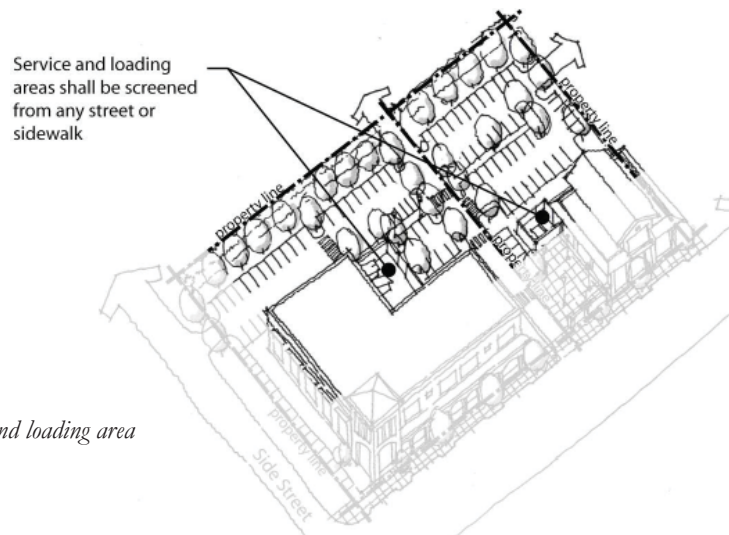 Service and loading
areas shall be screened
from any street or
sidewalk
property line
property line
prope
property line
nd loading area
Side Street